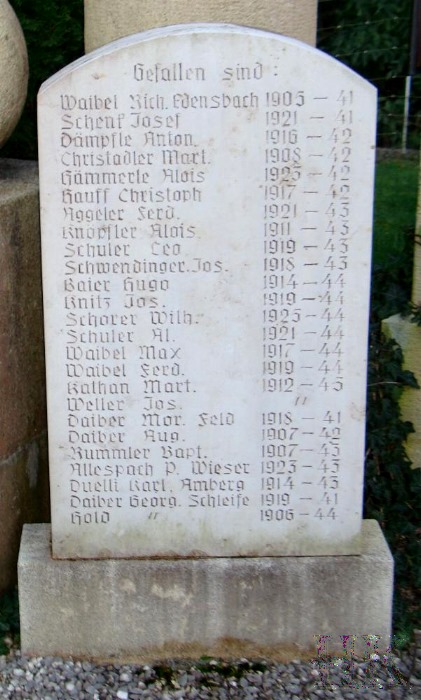 Gefallen sind:
Waibel Rich. Edensbach 1905 – 41
Schenk Josef 1921 – 41
Dämpfle Anton. 1916 – 42
Christadler Mart. 1908 – 42
Hämmerle Alois 1923 – 42
Hauff Christoph 1917 – 42
Aggeler Ferd. 1921 – 43
Knöpfler Alois 1911 – 43
Schuler Leo 1919 – 43
Schwendinger. Jos. 1918 – 43
Baier Hugo 1914 – 44
Knitz Jos. 1919 – 44
Schorer Wilh. 1925 – 44
Schuler Al. 1921 – 44
Waibel Max 1917 – 44
Waibel Ferd. 1919 – 44
Kathan Mart. 1912 – 45
Weller Jos. "
Daiber Mor. Feld 1918 – 41
Daiber Aug. 1907 – 42
Rummler Bapt. 1907 – 43
Allespach P. Wieser 1923 – 43
Duelli Karl, Amberg 1914 – 43
Daiber Georg. Schleife 1919 – 41
Hold " 1906 – 44